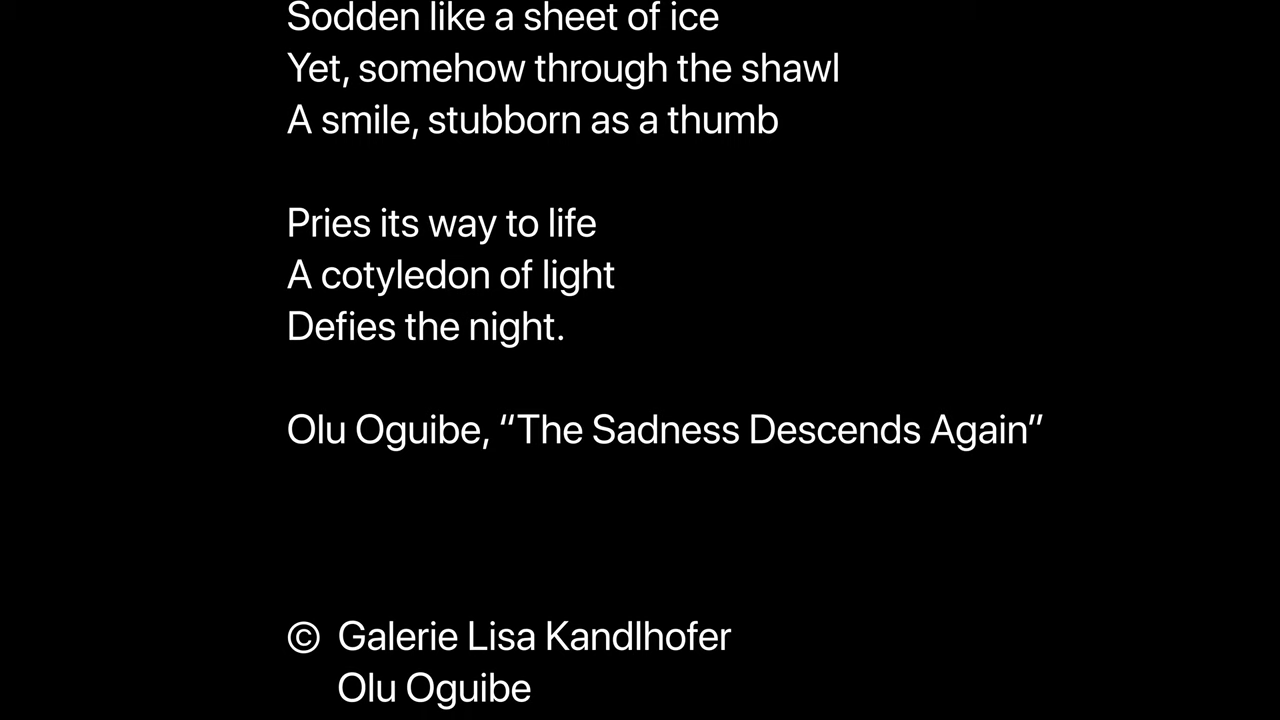 Sodden like a sheet of ice
Yet, somehow through the shawl
A smile, stubborn as a thumb
Pries its way to life
A cotyledon of light
Defies the night.
Olu Oguibe, “The Sadness Descends Again”
© Galerie Lisa Kandlhofer
Olu Oguibe